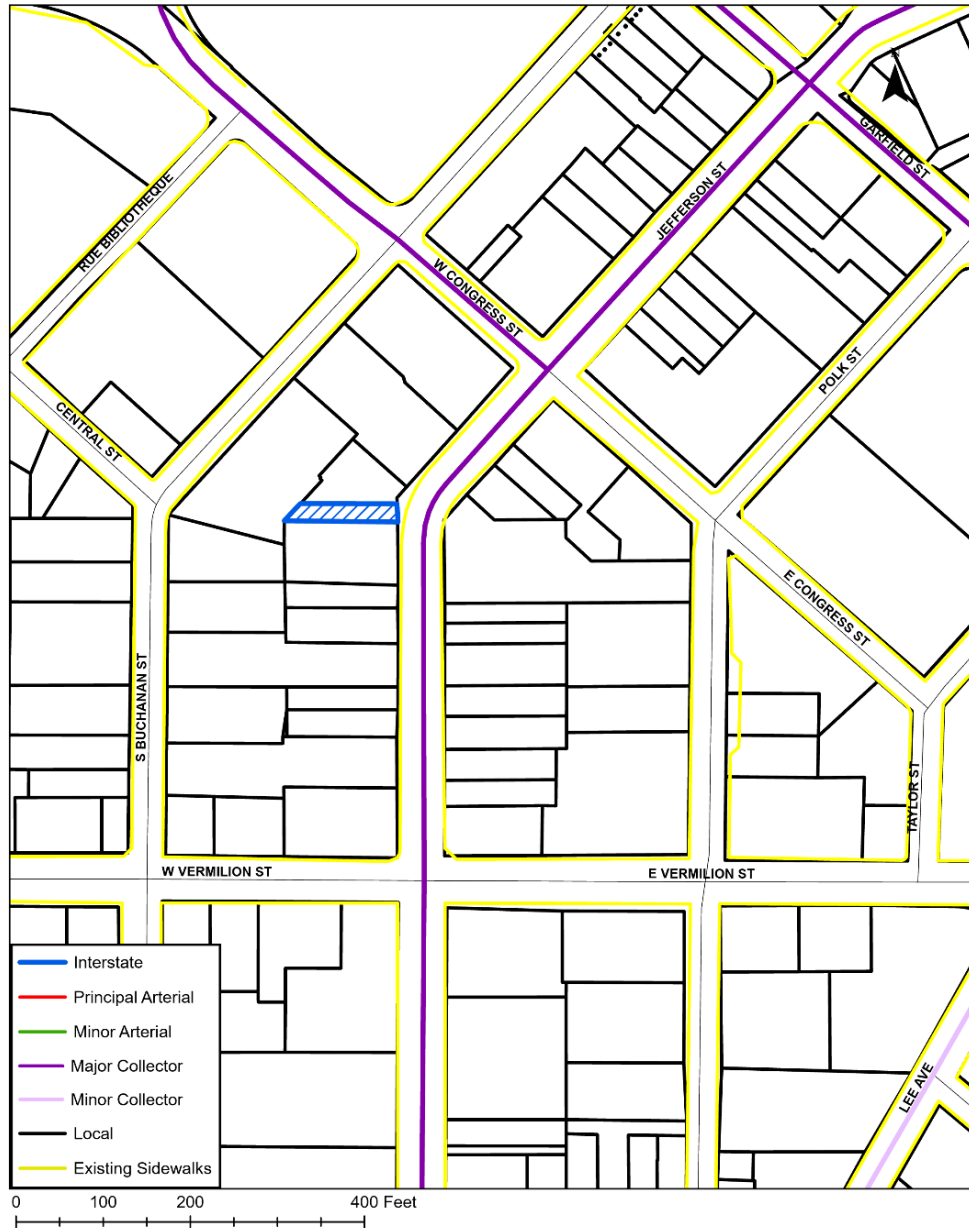 N
GARFIELD ST
JEFFERSON ST
RUE BIBLIOTHEQUE
W CONGRESS ST
POLK ST
CENTRAL ST
E CONGRESS ST
S BUCHANAN ST
TAYLOR ST
W VERMILION ST
E VERMILION ST
LEE AVE
Interstate
Principal Arterial
Minor Arterial
Major Collector
Minor Collector
Local
Existing Sidewalks
0 100 200 400 Feet